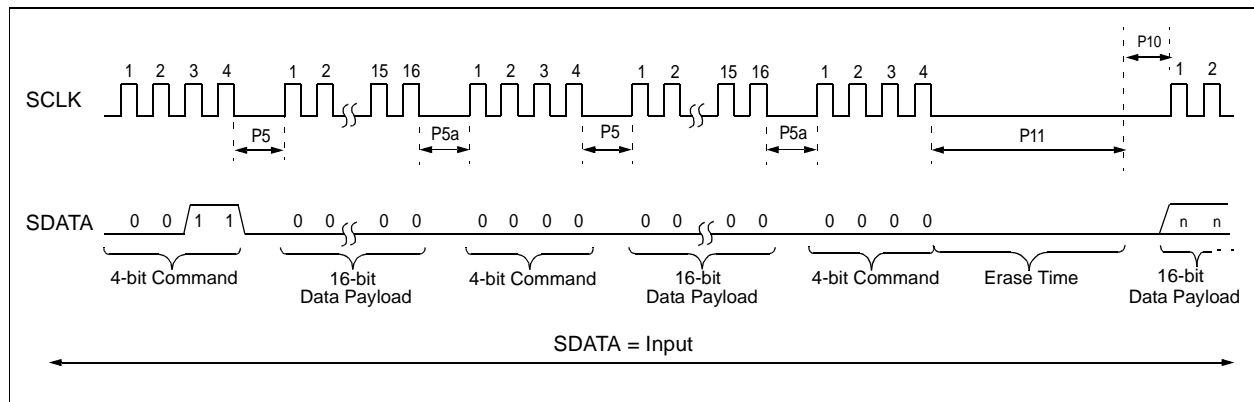 P10
1 2 3 4 1 2 15 16 1 2 3 4 1 2 15 16 1 2 3 4 1 2
SCLK
P5 P5a P5 P5a P11
SDATA
0 0 1 1 0 0 0 0 0 0 0 0 0 0 0 0 0 0 0 0 n n
4-bit Command 16-bit 4-bit Command 16-bit 4-bit Command Erase Time 16-bit
Data Payload Data Payload Data Payload
SDATA = Input